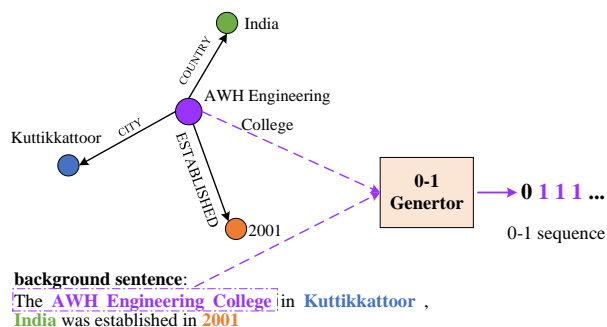 India
COUNTRY
AWH Engineering
College
Kuttikkattoor
CITY
ESTABLISHED
2001
0-1
Genertor
0 1 1 1 ...
0-1 sequence
background sentence:
The AWH Engineering College in Kuttikkattoor ,
India was established in 2001